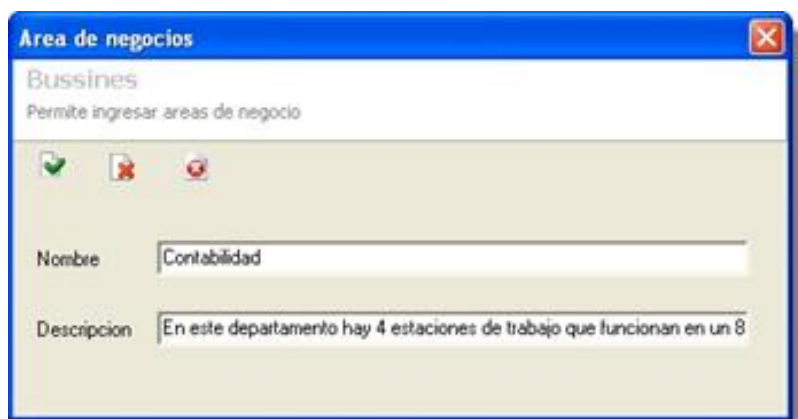 Area de negocios
Bussines
Permite ingresar areas de negocio
Nombre
Contabilidad
Descripcion
En este departamento hay 4 estaciones de trabajo que funcionan en un 8